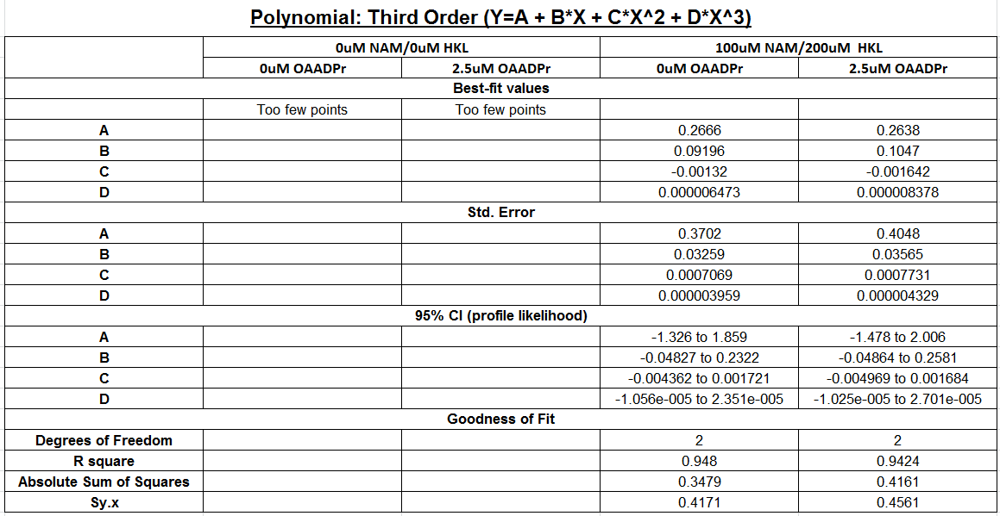 Polynomial: Third Order (Y=A + B*X + C*X^2 + D*X^3)
0uM NAM/0uM HKL 100uM NAM/200uM  HKL
0uM OAADPr 2.5uM OAADPr 0uM OAADPr 2.5uM OAADPr
Best-fit values
Too few points Too few points
A 0.2666 0.2638
B 0.09196 0.1047
C -0.00132 -0.001642
D 0.000006473 0.000008378
Std. Error
A 0.3702 0.4048
B 0.03259 0.03565
C 0.0007069 0.0007731
D 0.000003959 0.000004329
95% CI (profile likelihood)
A -1.326 to 1.859 -1.478 to 2.006
B -0.04827 to 0.2322 -0.04864 to 0.2581
C -0.004362 to 0.001721 -0.004969 to 0.001684
D -1.056e-005 to 2.351e-005 -1.025e-005 to 2.701e-005
Goodness of Fit
Degrees of Freedom 2 2
R square 0.948 0.9424
Absolute Sum of Squares 0.3479 0.4161
Sy.x 0.4171 0.4561